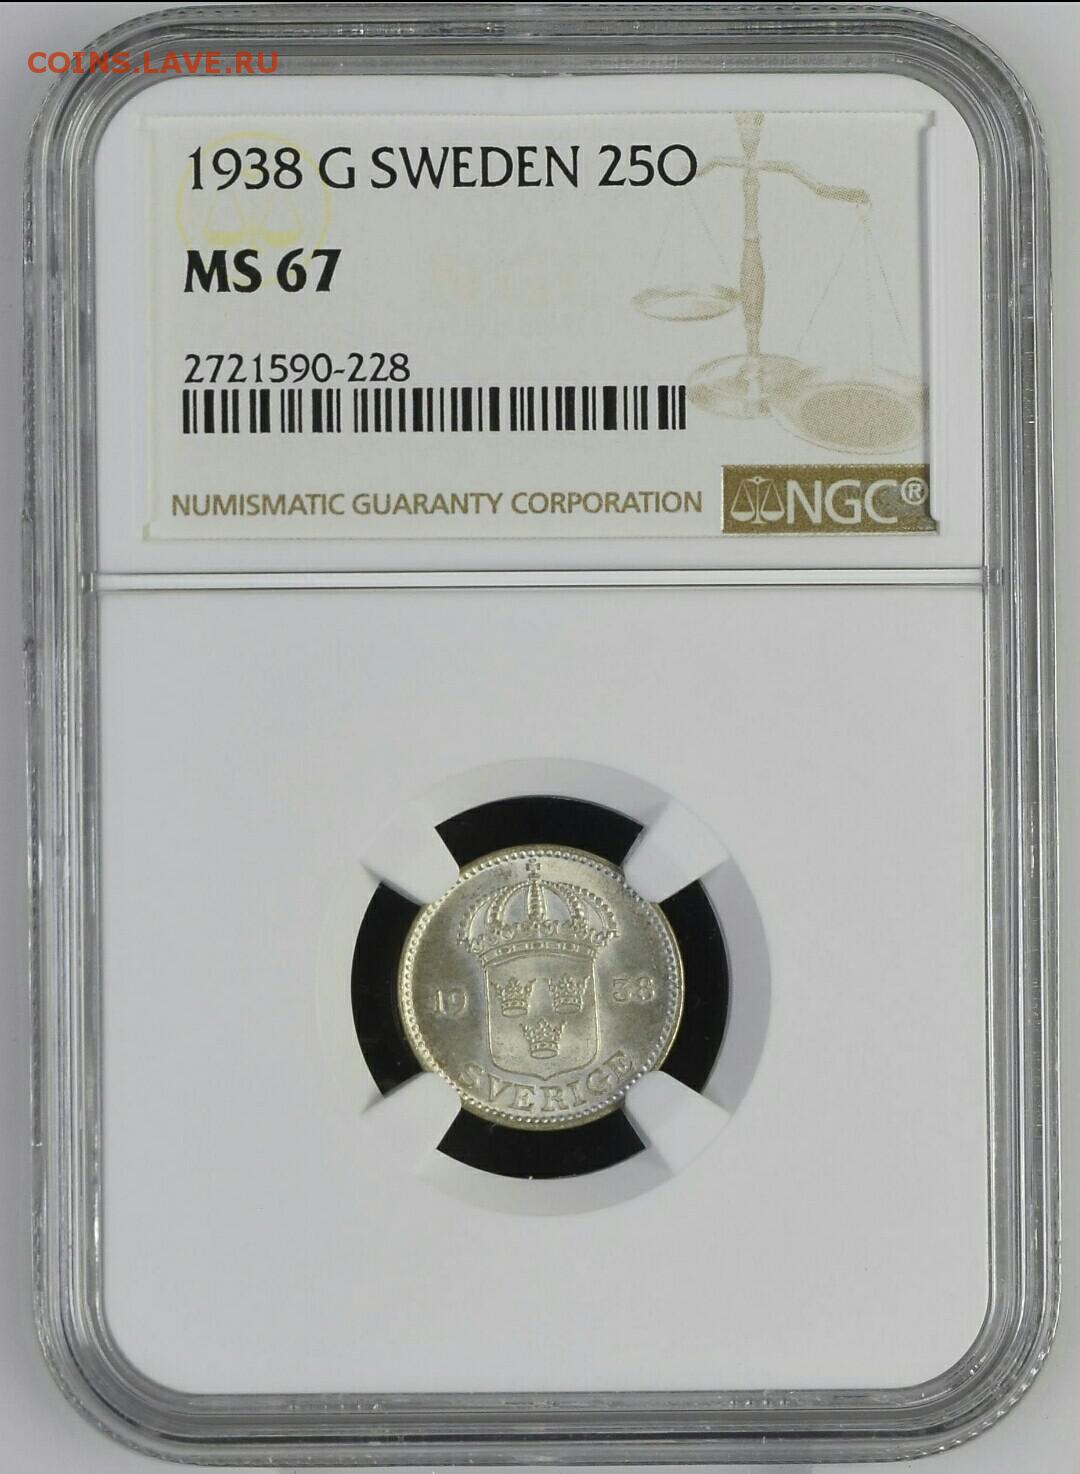 COINS.LAVE.RU
1938 G SWEDEN 25O
MS 67
2721590-228
NUMISMATIC GUARANTY CORPORATION
NGC®
19 38
SVERIGE